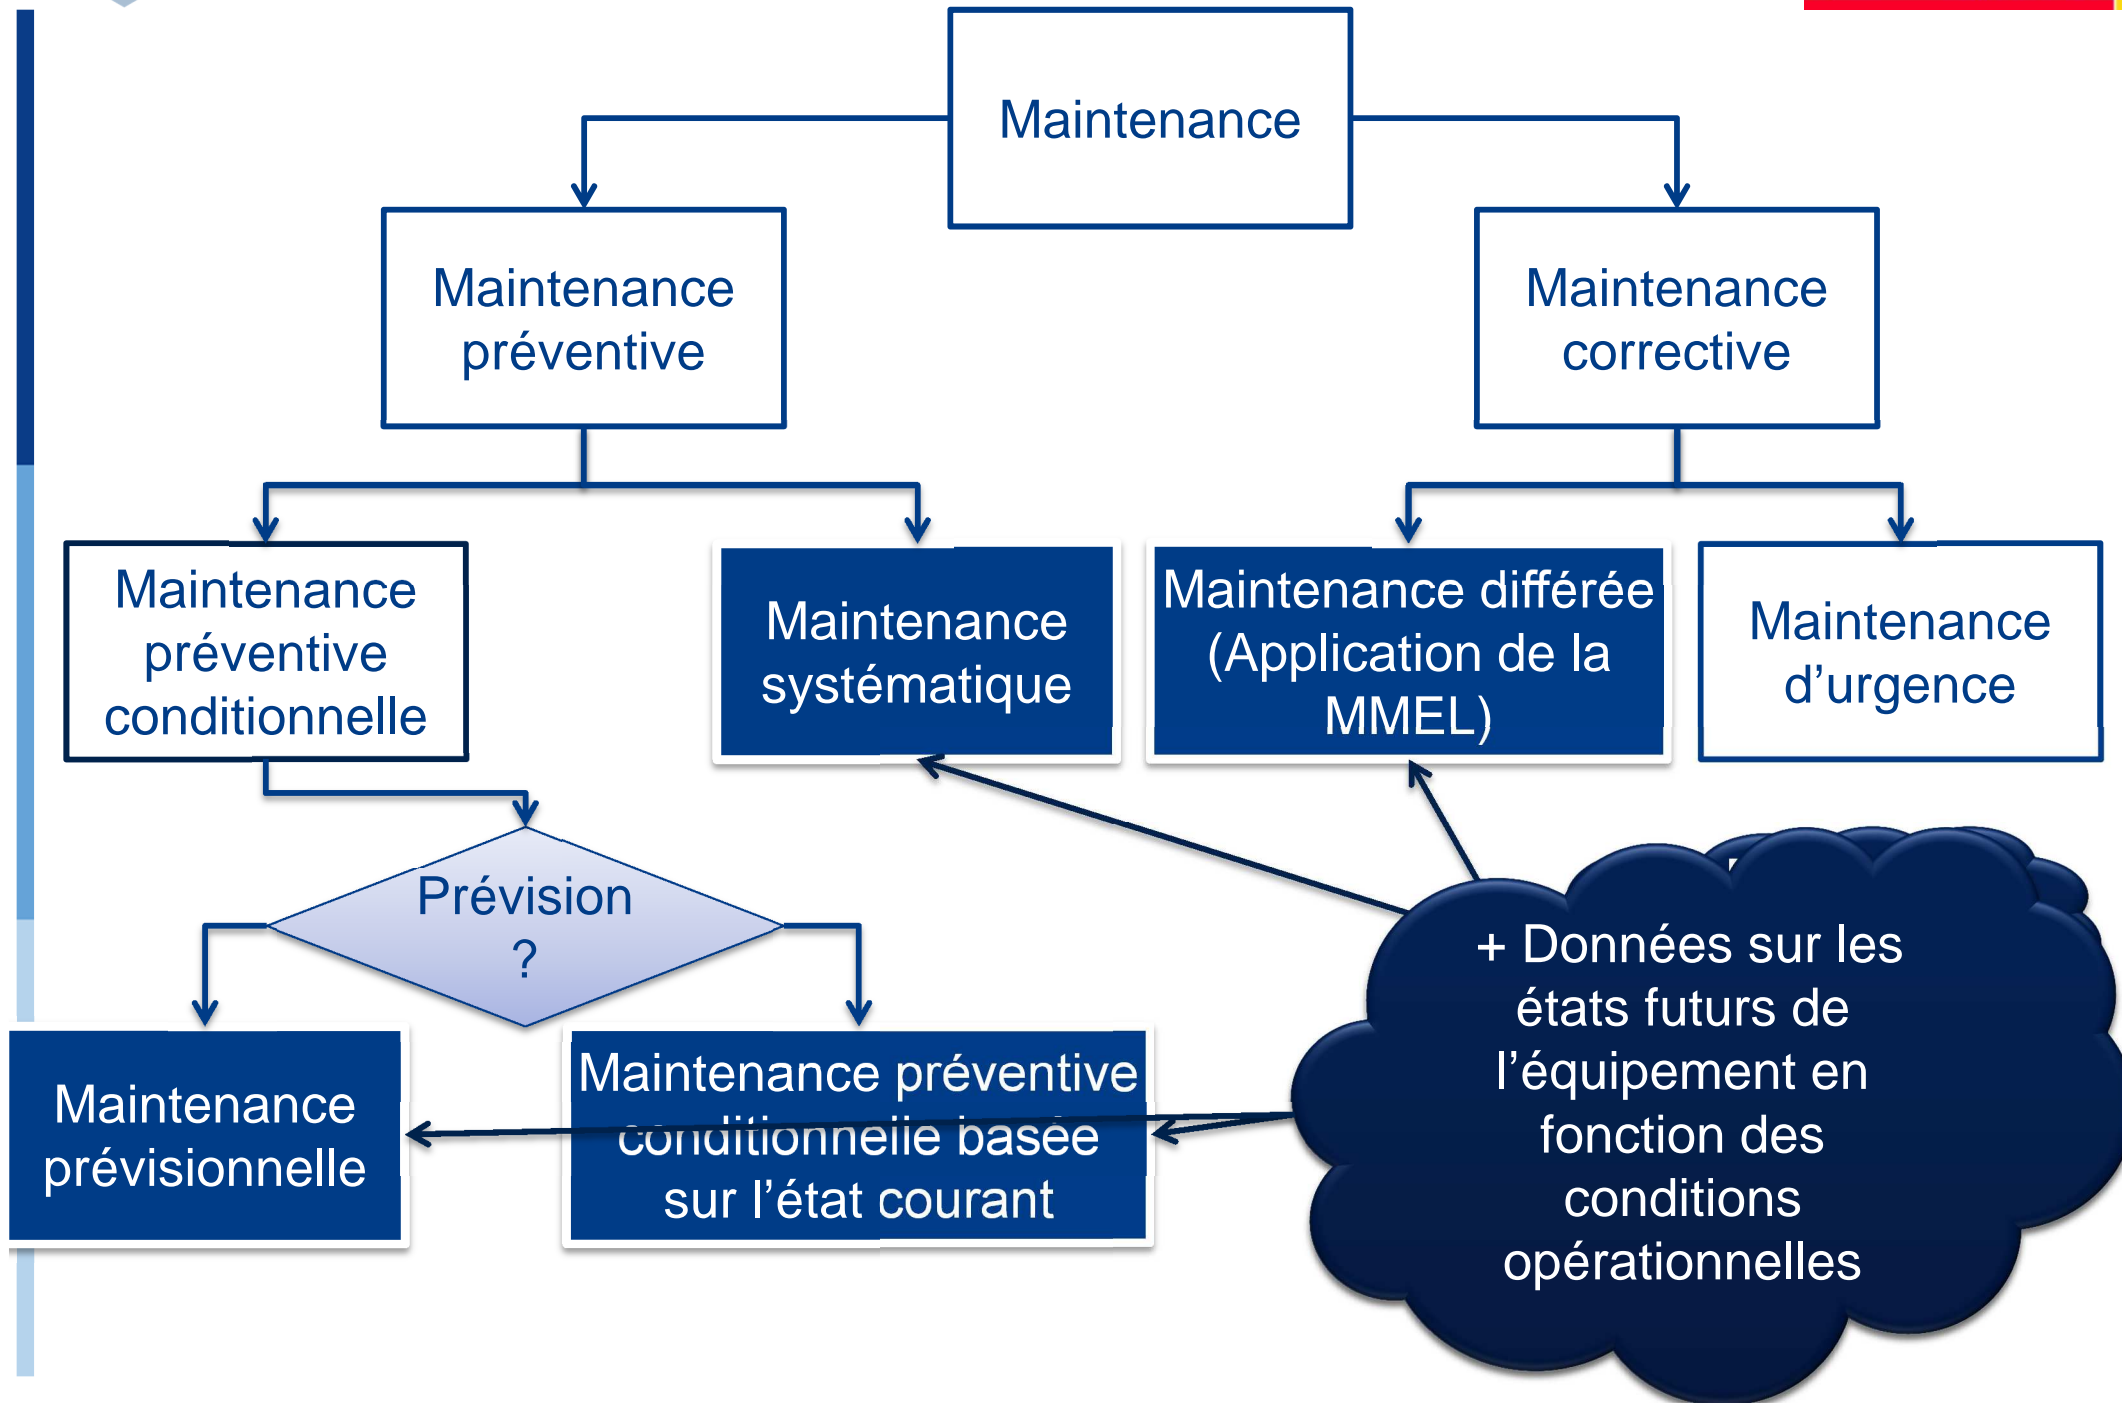 Maintenance
Maintenance
préventive
Maintenance
corrective
Maintenance
préventive
conditionnelle
Maintenance
systématique
Maintenance différée
(Application de la
MMEL)
Maintenance
d’urgence
Prévision
?
Maintenance
prévisionnelle
Maintenance préventive
conditionnelle basée
sur l’état courant
+ Données sur les
états futurs de
l’équipement en
fonction des
conditions
opérationnelles